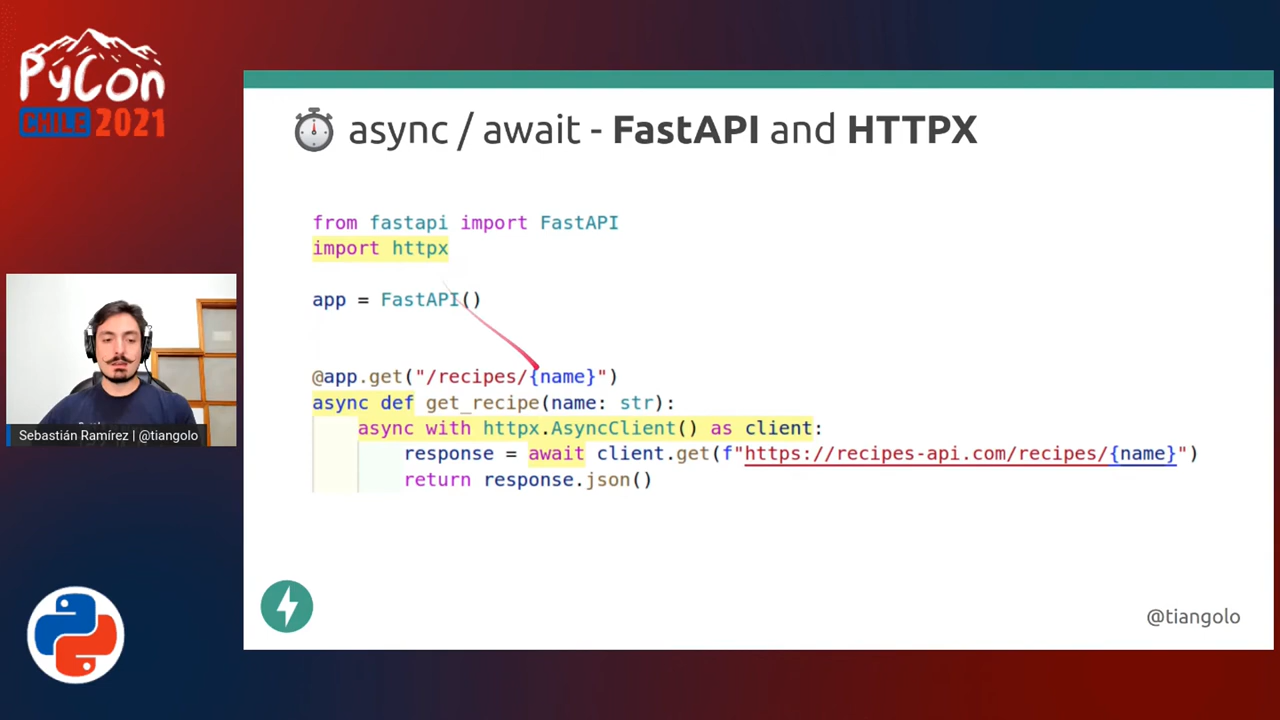 PyCon
CHILE 2021
async / await - FastAPI and HTTPX
from fastapi import FastAPI
import httpx
app = FastAPI()
@app.get("/recipes/{name}")
async def get_recipe(name: str):
async with httpx.AsyncClient() as client:
response = await client.get(f"https://recipes-api.com/recipes/{name}")
return response.json()
Sebastián Ramírez | @tiangolo
@tiangolo